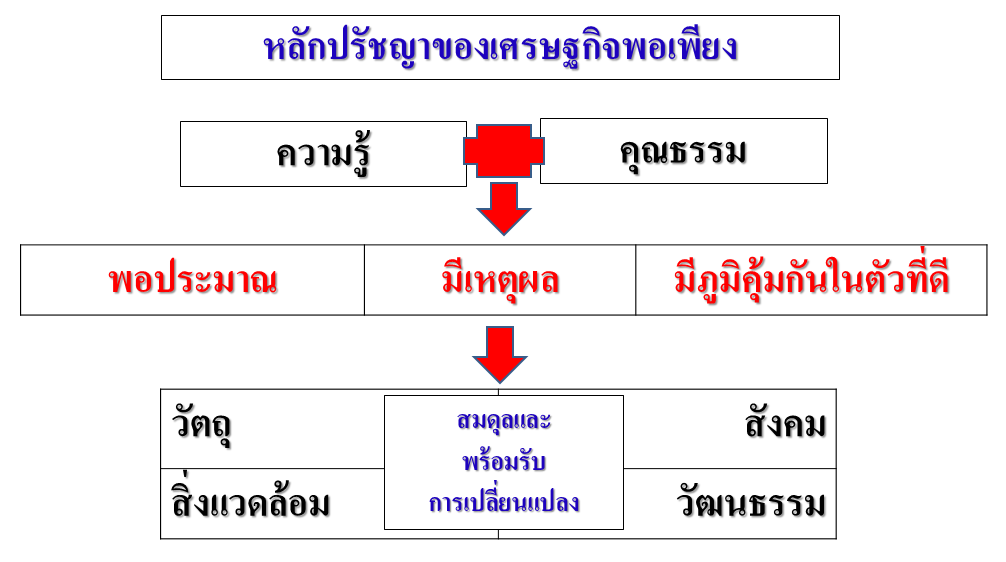 หลักปรัชญาของเศรษฐกิจพอเพียง
ความรู้
คุณธรรม
พอประมาณ
มีเหตุผล
มีภูมิคุ้มกันในตัวที่ดี
วัตถุ
สังคม
สมดุลและ
พร้อมรับ
การเปลี่ยนแปลง
สิ่งแวดล้อม
วัฒนธรรม